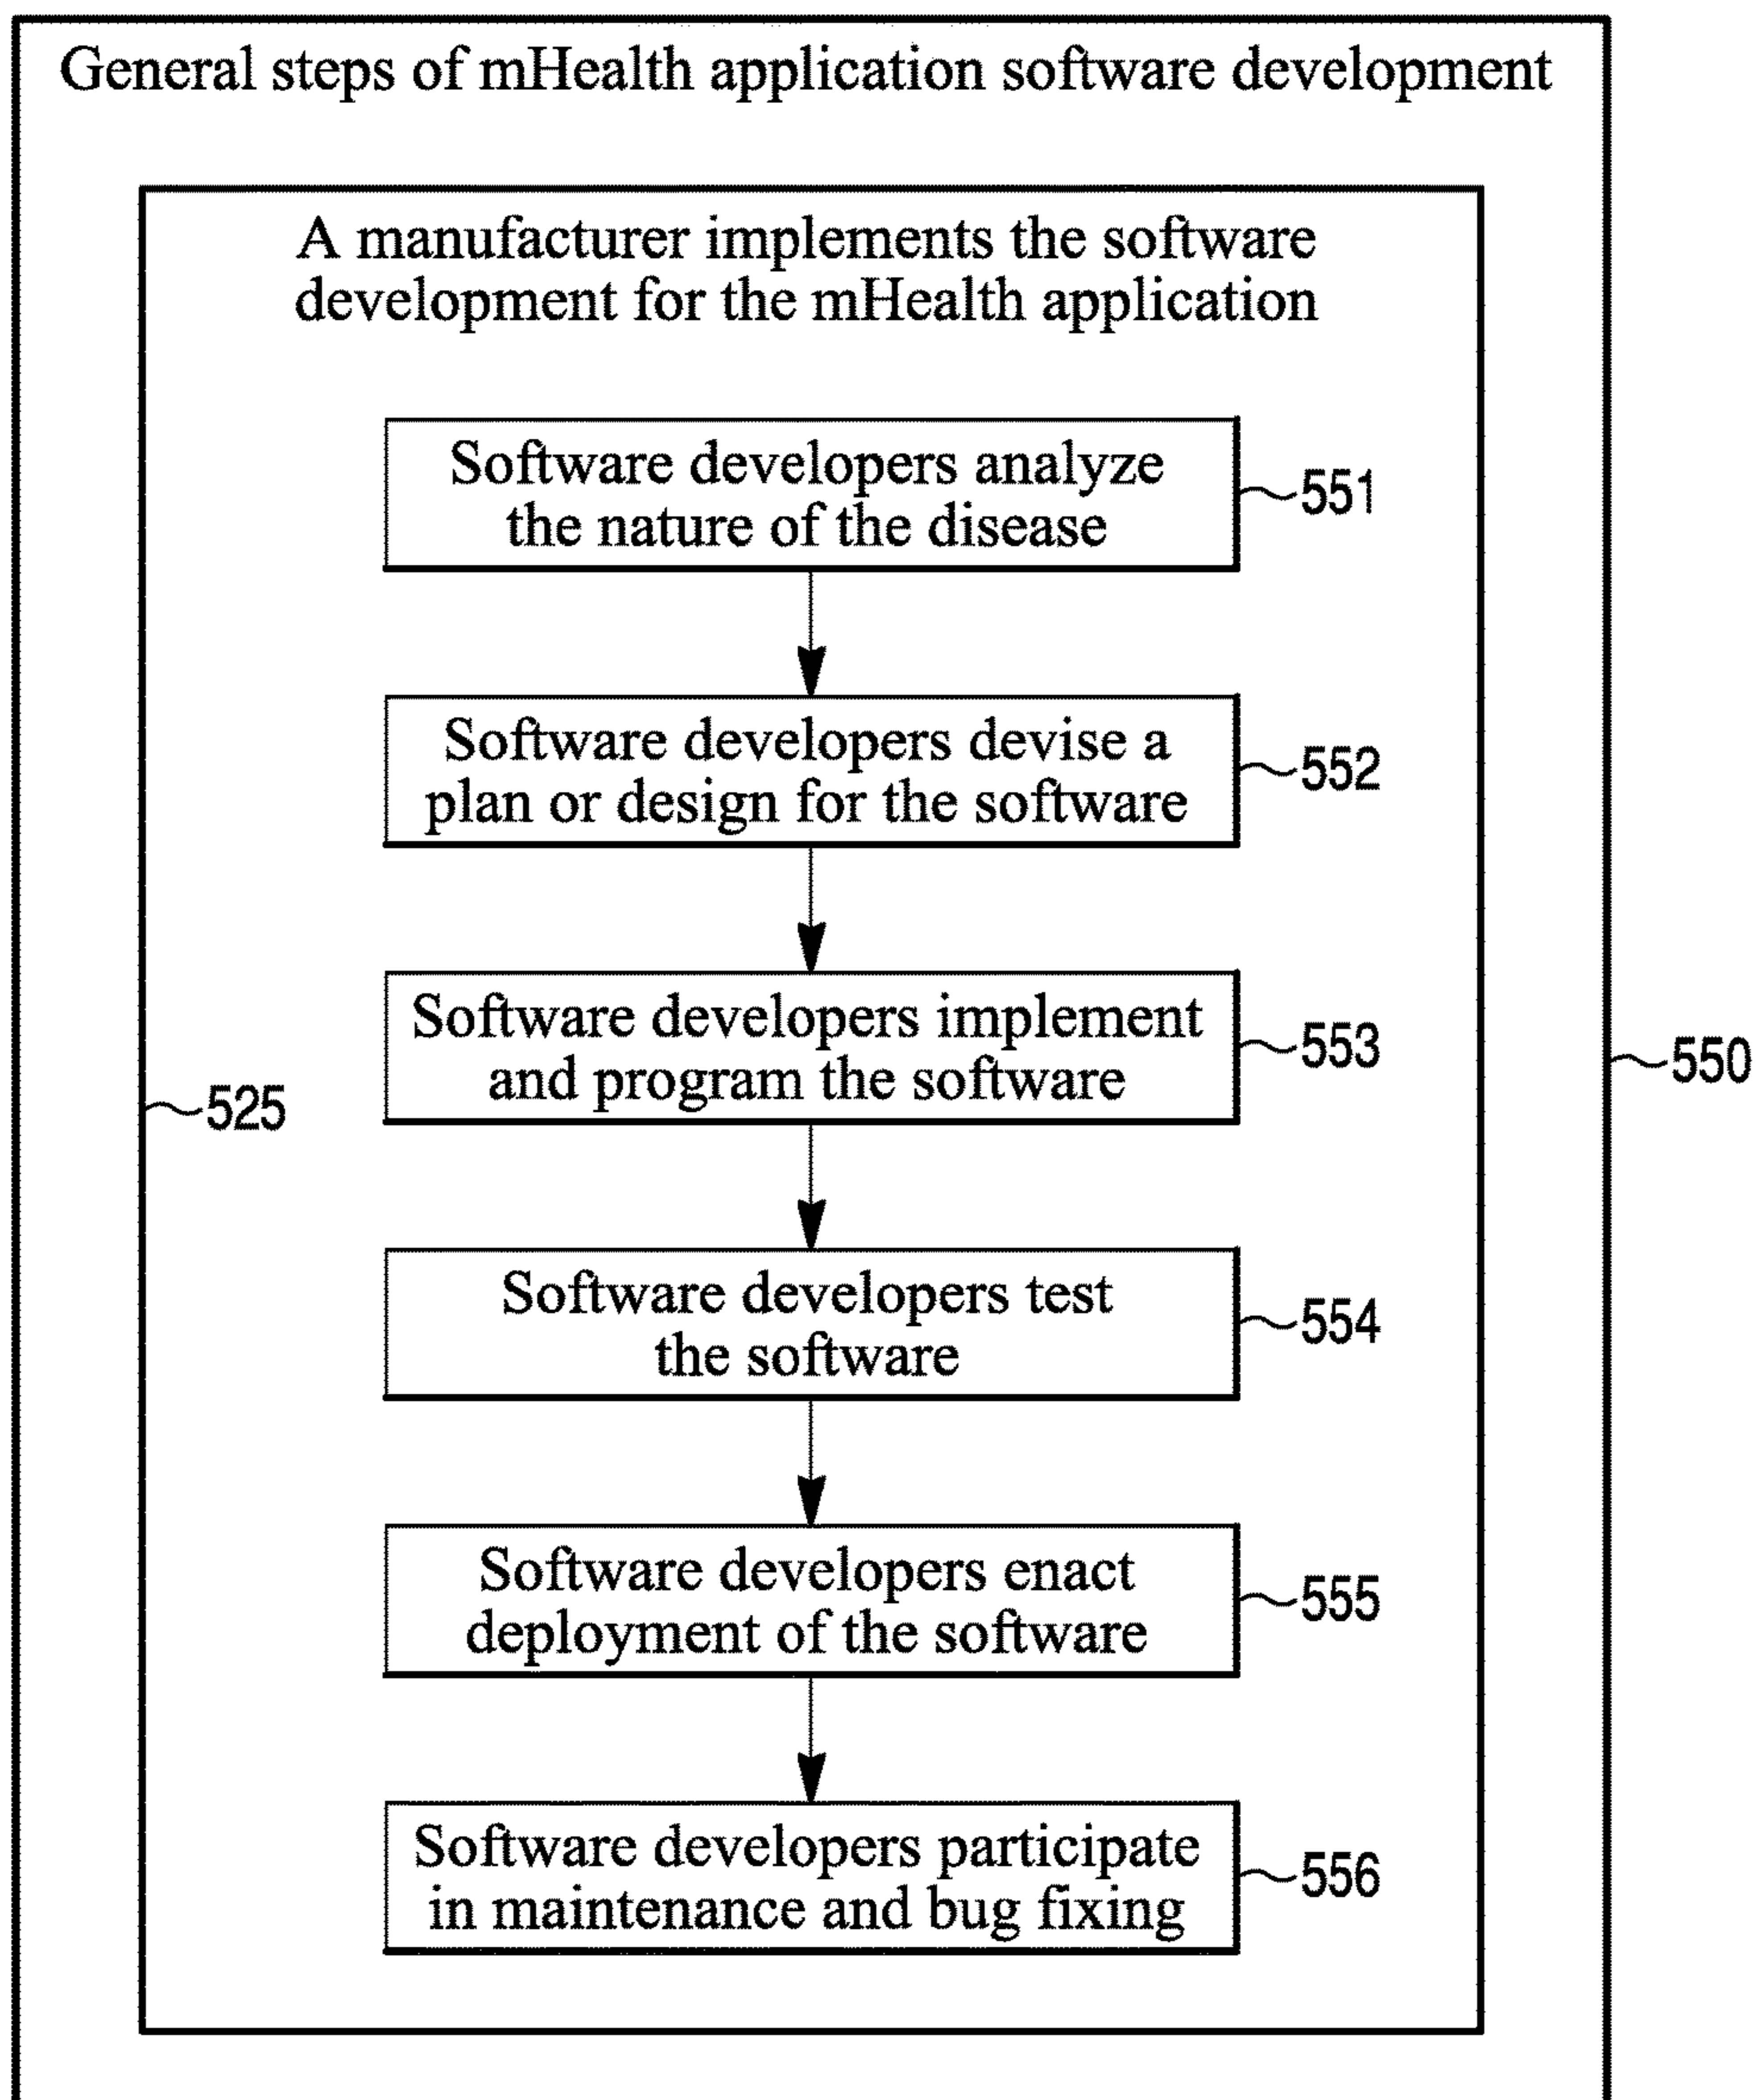 General steps of mHealth application software development
A manufacturer implements the software
development for the mHealth application
Software developers analyze
the nature of the disease
551
Software developers devise a
plan or design for the software
552
Software developers implement
and program the software
553
550
525
Software developers test
the software
554
Software developers enact
deployment of the software
555
Software developers participate
in maintenance and bug fixing
556